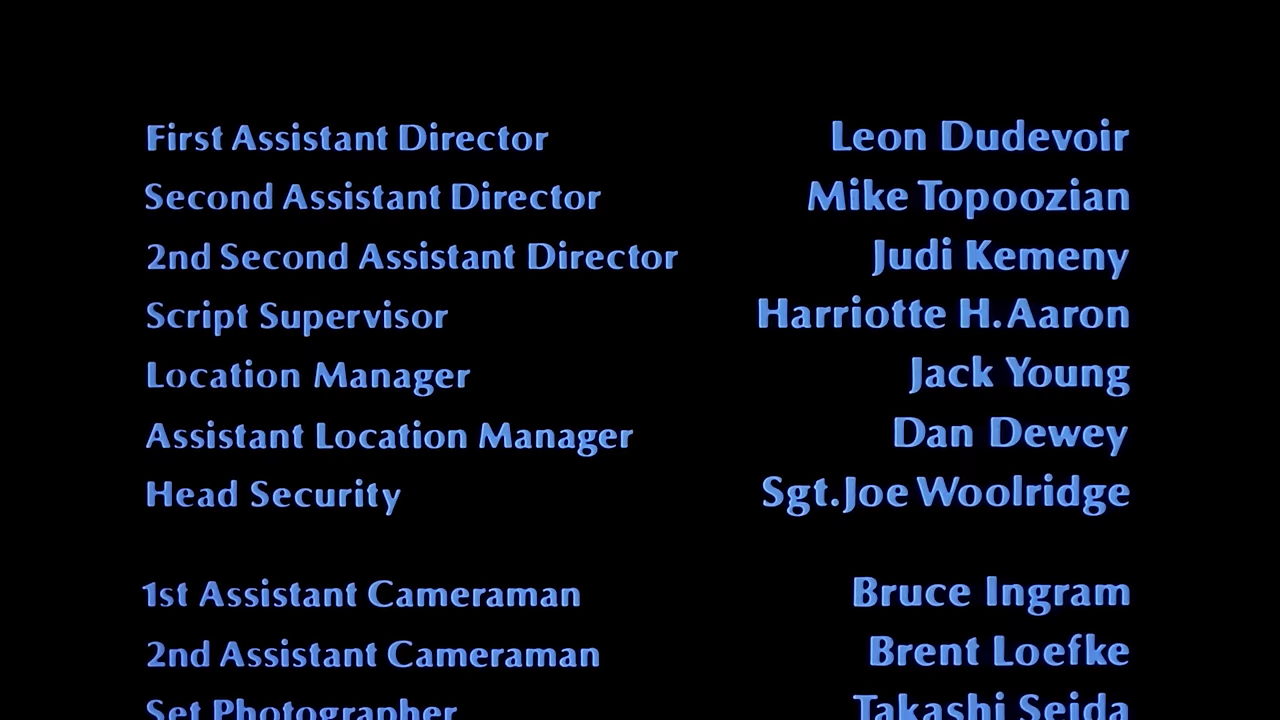 First Assistant Director Leon Dudevoir
Second Assistant Director Mike Topoozian
2nd Second Assistant Director Judi Kemeny
Script Supervisor Harriotte H. Aaron
Location Manager Jack Young
Assistant Location Manager Dan Dewey
Head Security Sgt. Joe Woolridge
1st Assistant Cameraman Bruce Ingram
2nd Assistant Cameraman Brent Loefke
Set Photographer Takashi Seida